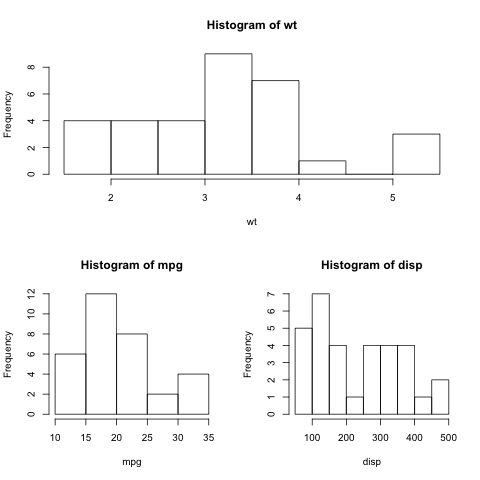 Histogram of wt
Frequency
0 2 4 6 8
2 3 4 5
wt
Histogram of mpg
Frequency
0 2 4 6 8 10 12
10 15 20 25 30 35
mpg
Histogram of disp
Frequency
0 1 2 3 4 5 6 7
100 200 300 400 500
disp